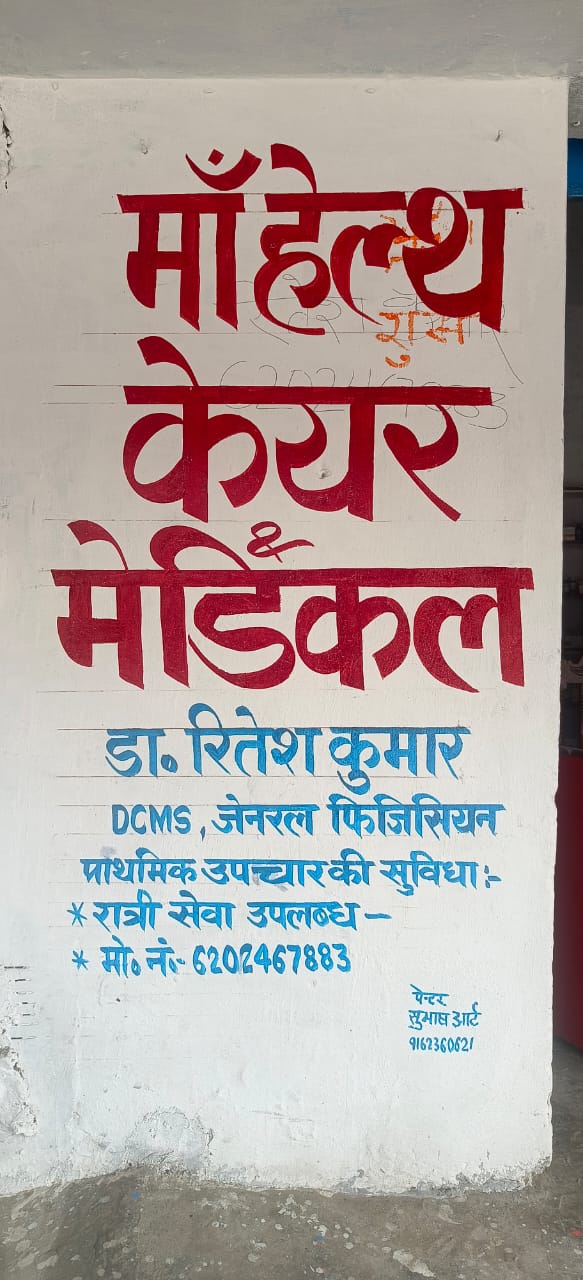 माँ हेल्थ
केयर
&
मेडिकल
डा॰ रितेश कुमार
DCMS, जेनरल फिजिसियन
प्राथमिक उपच्चार की सुविधा:-
* रात्री सेवा उपलब्ध -
* मो॰ नं॰- 6202467883
पेन्टर
सुभाष आर्ट
9162360621